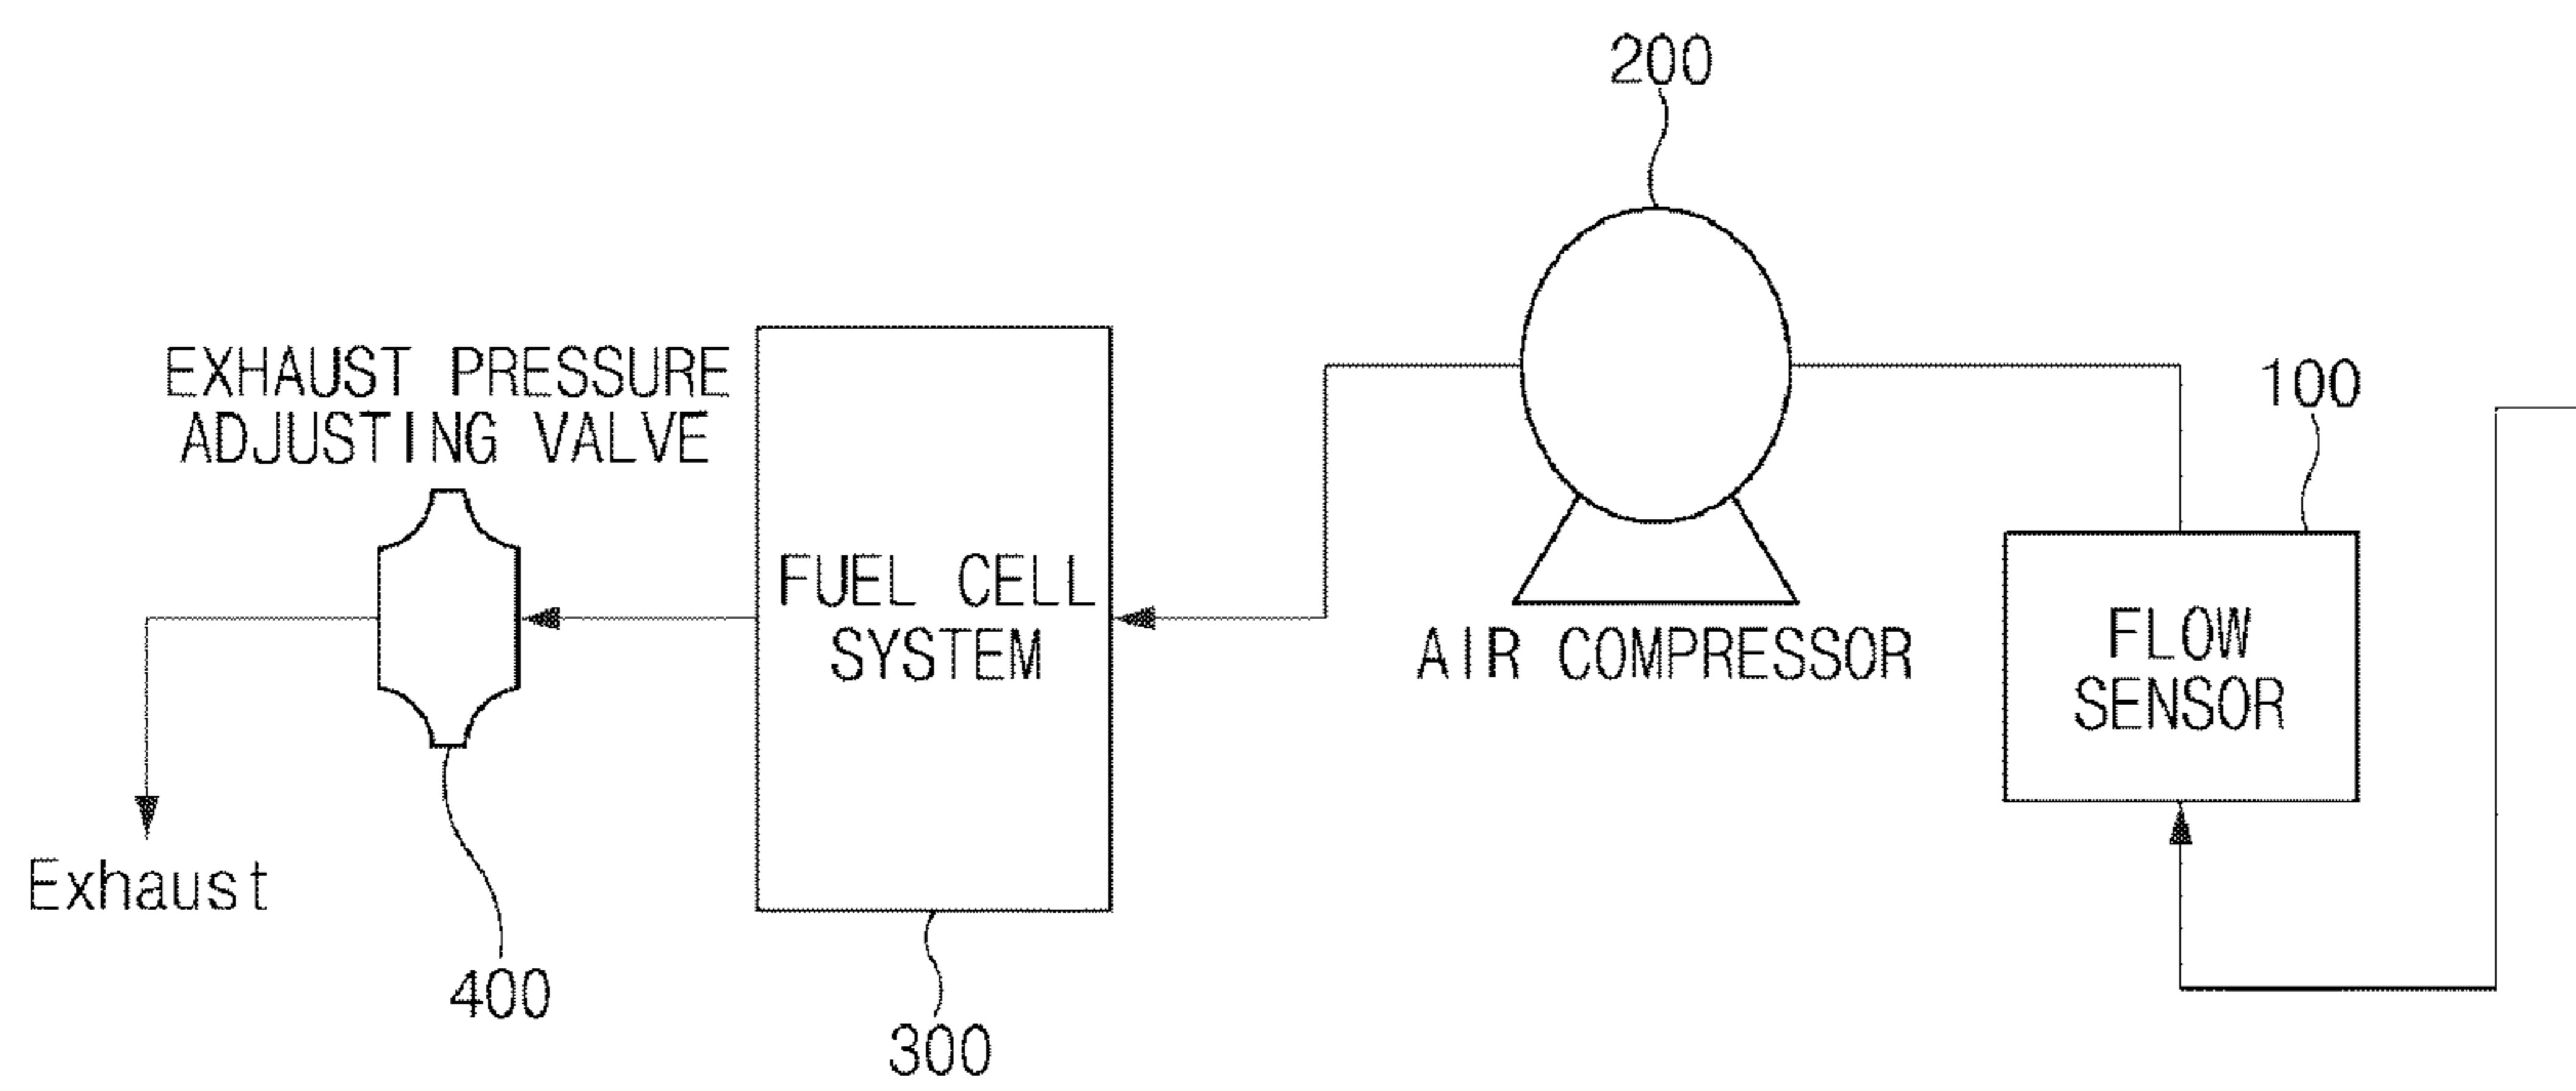 200
EXHAUST PRESSURE
ADJUSTING VALVE
100
FUEL CELL
SYSTEM
AIR COMPRESSOR
FLOW
SENSOR
Exhaust
400
300